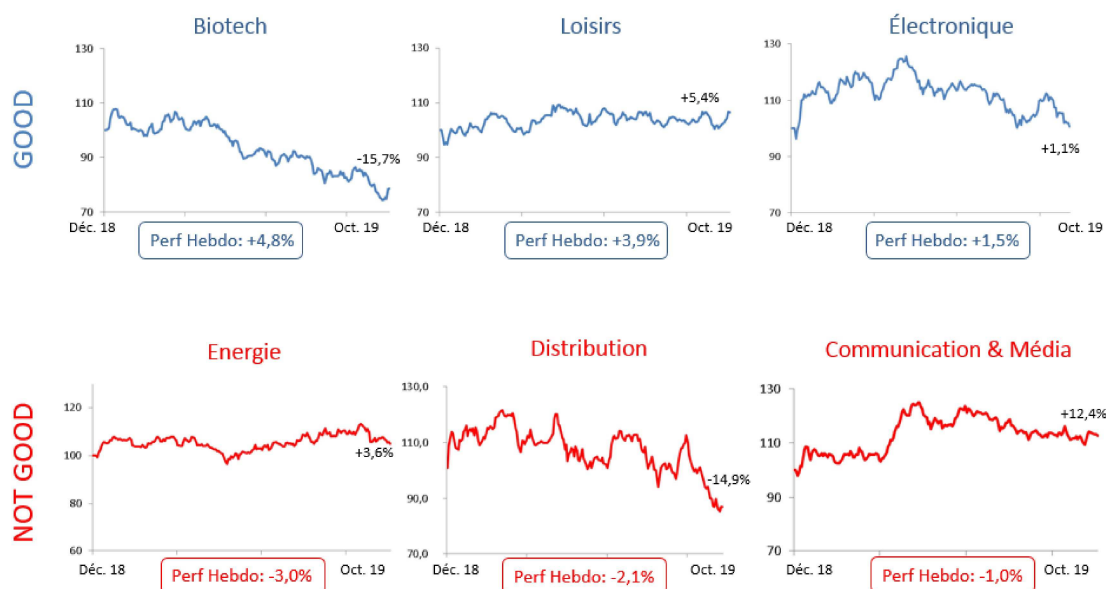 Biotech
Loisirs
Électronique
GOOD
130
110
90
70
-15,7%
Déc. 18
Oct. 19
Perf Hebdo: +4,8%
130
110
90
70
+5,4%
Déc. 18
Oct. 19
Perf Hebdo: +3,9%
130
110
90
70
+1,1%
Déc. 18
Oct. 19
Perf Hebdo: +1,5%
Energie
Distribution
Communication & Média
NOT GOOD
120
100
80
60
+3,6%
Déc. 18
Oct. 19
Perf Hebdo: -3,0%
130,0
110,0
90,0
70,0
-14,9%
Déc. 18
Oct. 19
Perf Hebdo: -2,1%
130
110
90
70
+12,4%
Déc. 18
Oct. 19
Perf Hebdo: -1,0%